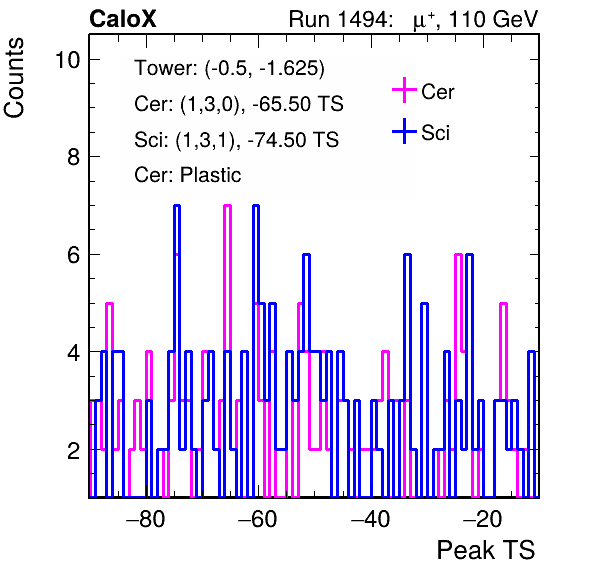 CaloX Run 1494: μ⁺, 110 GeV
Counts
Tower: (-0.5, -1.625)
Cer: (1,3,0), -65.50 TS
Sci: (1,3,1), -74.50 TS
Cer: Plastic
Cer
Sci
10
8
6
4
2
−80 −60 −40 −20
Peak TS